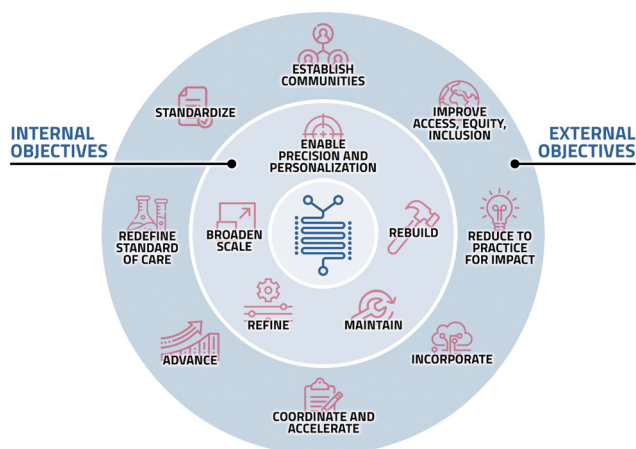 ESTABLISH
COMMUNITIES
STANDARDIZE
IMPROVE
ACCESS, EQUITY,
INCLUSION
INTERNAL
OBJECTIVES
EXTERNAL
OBJECTIVES
ENABLE
PRECISION AND
PERSONALIZATION
REDEFINE
STANDARD
OF CARE
BROADEN
SCALE
REBUILD
REDUCE TO
PRACTICE
FOR IMPACT
REFINE
MAINTAIN
ADVANCE
INCORPORATE
COORDINATE AND
ACCELERATE